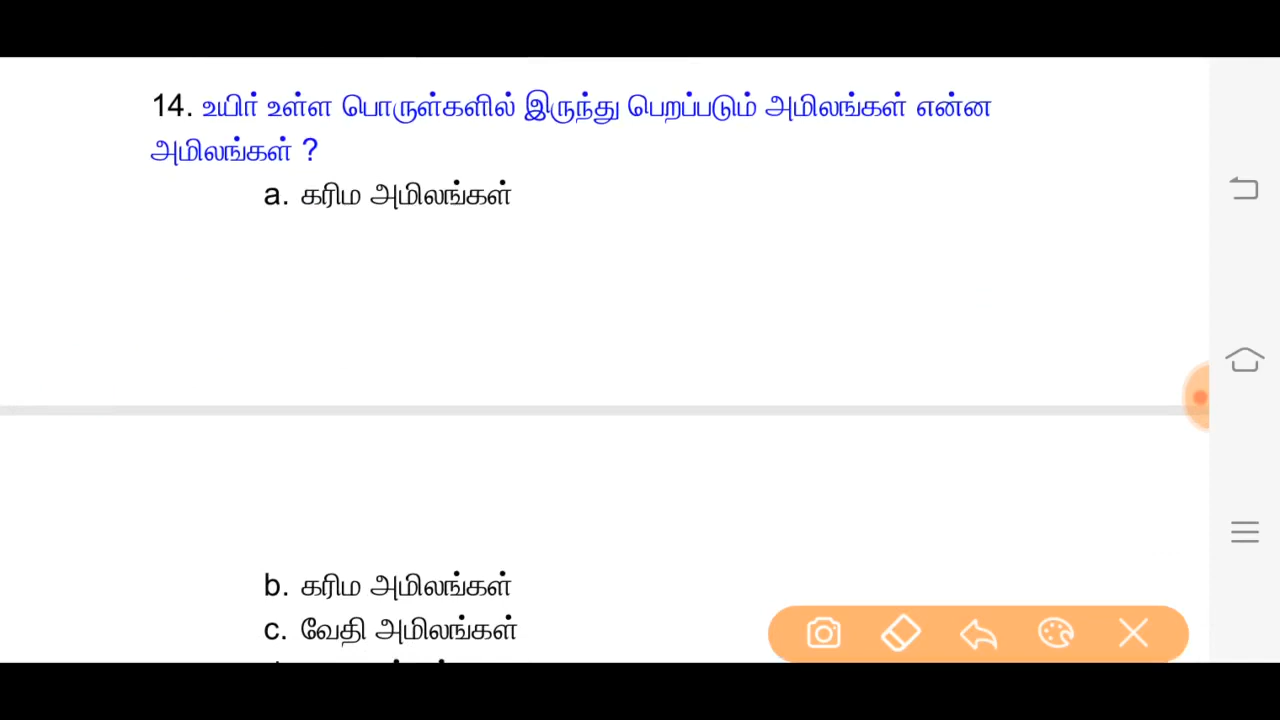 14. உயிர் உள்ள பொருள்களில் இருந்து பெறப்படும் அமிலங்கள் என்ன
அமிலங்கள் ?
a. கரிம அமிலங்கள்
b. கரிம அமிலங்கள்
c. வேதி அமிலங்கள்